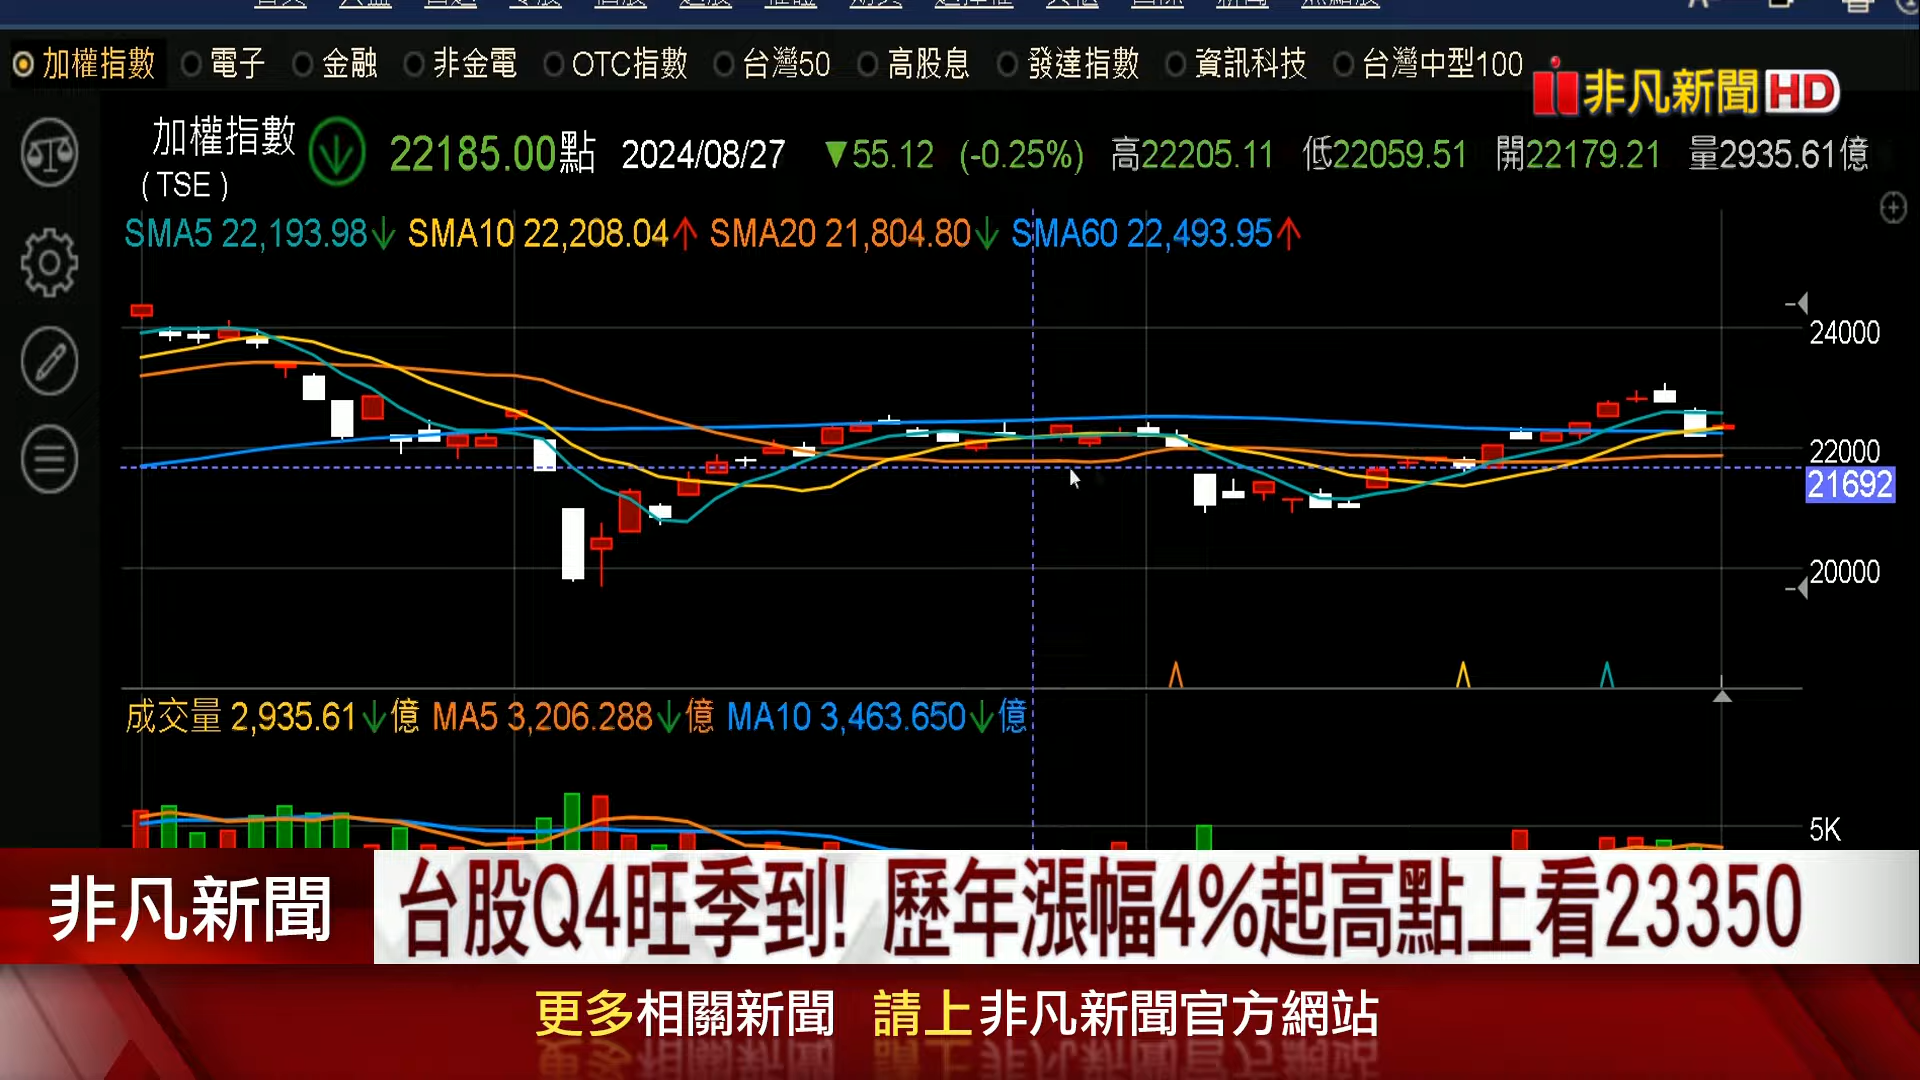 加權指數 電子 金融 非金電 OTC指數 台灣50 高股息 發達指數 資訊科技 台灣中型100
非凡新聞HD
加權指數 22185.00點 2024/08/27 ▼55.12 (-0.25%) 高22205.11 低22059.51 開22179.21 量2935.61億
(TSE)
SMA5 22,193.98↓ SMA10 22,208.04↑ SMA20 21,804.80↓ SMA60 22,493.95↑
24000
22000
21692
20000
成交量 2,935.61↓億 MA5 3,206.288↓億 MA10 3,463.650↓億
5K
非凡新聞 台股Q4旺季到! 歷年漲幅4%起高點上看23350
更多相關新聞 請上非凡新聞官方網站